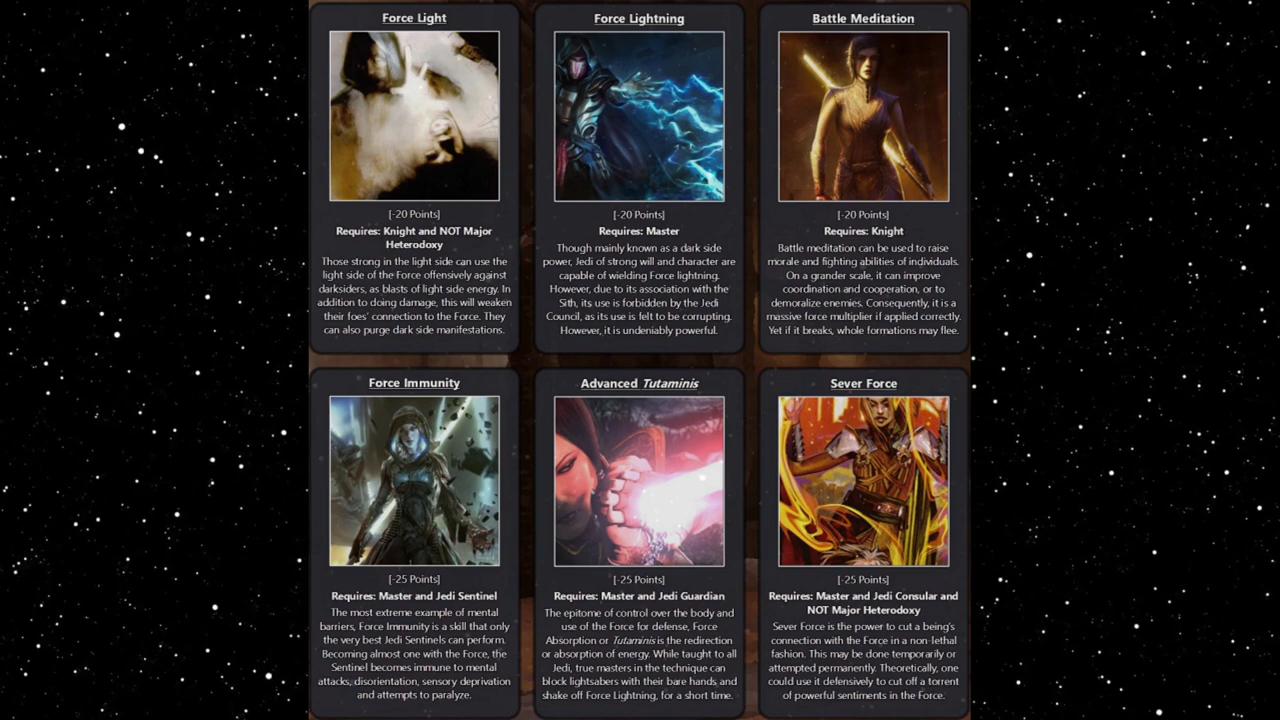 Force Light
[-20 Points]
Requires: Knight and NOT Major
Heterodoxy
Those strong in the light side can use the
light side of the Force offensively against
darksiders, as blasts of light side energy. In
addition to doing damage, this will weaken
their foes' connection to the Force. They
can also purge dark side manifestations.
Force Lightning
[-20 Points]
Requires: Master
Though mainly known as a dark side
power, Jedi of strong will and character are
capable of wielding Force lightning.
However, due to its association with the
Sith, its use is forbidden by the Jedi
Council, as its use is felt to be corrupting.
However, it is undeniably powerful.
Battle Meditation
[-20 Points]
Requires: Knight
Battle meditation can be used to raise
morale and fighting abilities of individuals.
On a grander scale, it can improve
coordination and cooperation, or to
demoralize enemies. Consequently, it is a
massive force multiplier if applied correctly.
Yet if it breaks, whole formations may flee.
Force Immunity
[-25 Points]
Requires: Master and Jedi Sentinel
The most extreme example of mental
barriers, Force Immunity is a skill that only
the very best Jedi Sentinels can perform.
Becoming almost one with the Force, the
Sentinel becomes immune to mental
attacks, disorientation, sensory deprivation
and attempts to paralyze.
Advanced Tutaminis
[-25 Points]
Requires: Master and Jedi Guardian
The epitome of control over the body and
use of the Force for defense, Force
Absorption or Tutaminis is the redirection
or absorption of energy. While taught to all
Jedi, true masters in the technique can
block lightsabers with their bare hands and
shake off Force Lightning, for a short time.
Sever Force
[-25 Points]
Requires: Master and Jedi Consular and
NOT Major Heterodoxy
Sever Force is the power to cut a being's
connection with the Force in a non-lethal
fashion. This may be done temporarily or
attempted permanently. Theoretically, one
could use it defensively to cut off a torrent
of powerful sentiments in the Force.